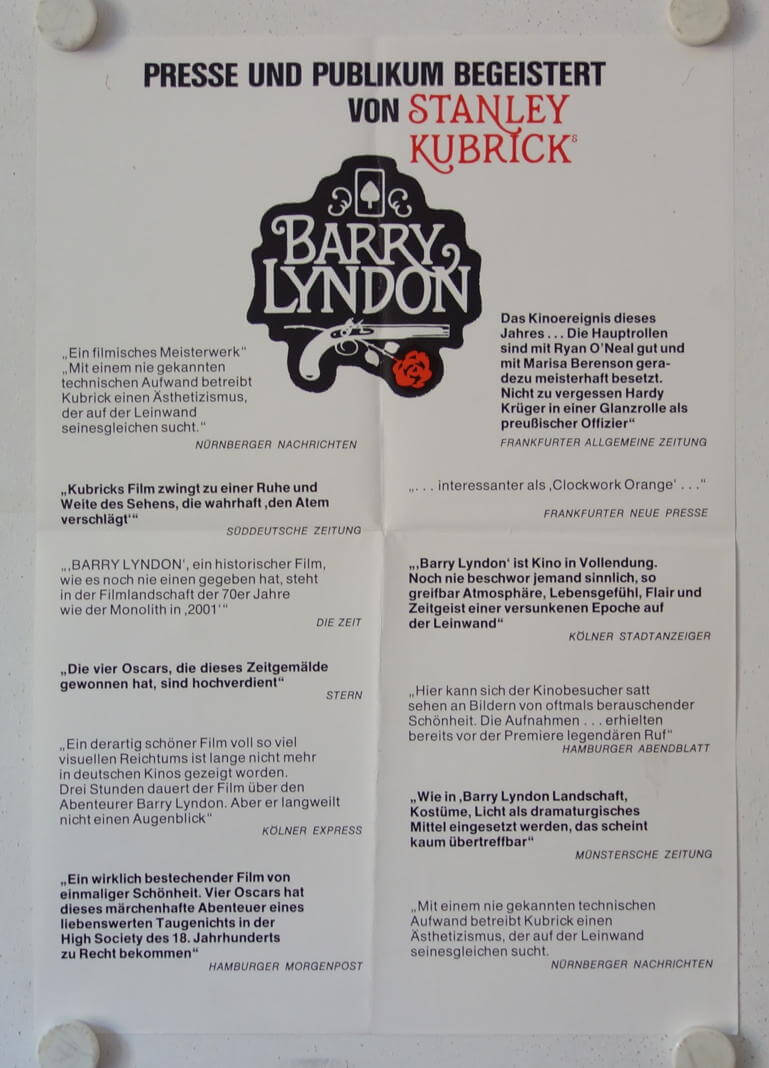 PRESSE UND PUBLIKUM BEGEISTERT
VON STANLEY
KUBRICKs
BARRY
LYNDON
„Ein filmisches Meisterwerk“
„Mit einem nie gekannten
technischen Aufwand betreibt
Kubrick einen Ästhetizismus,
der auf der Leinwand
seinesgleichen sucht.“
NÜRNBERGER NACHRICHTEN
„Kubricks Film zwingt zu einer Ruhe und
Weite des Sehens, die wahrhaft ‚den Atem
verschlägt‘“
SÜDDEUTSCHE ZEITUNG
„‚BARRY LYNDON‘, ein historischer Film,
wie es noch nie einen gegeben hat, steht
in der Filmlandschaft der 70er Jahre
wie der Monolith in ‚2001‘“
DIE ZEIT
„Die vier Oscars, die dieses Zeitgemälde
gewonnen hat, sind hochverdient“
STERN
„Ein derartig schöner Film voll so viel
visuellen Reichtums ist lange nicht mehr
in deutschen Kinos gezeigt worden.
Drei Stunden dauert der Film über den
Abenteurer Barry Lyndon. Aber er langweilt
nicht einen Augenblick“
KÖLNER EXPRESS
„Ein wirklich bestechender Film von
einmaliger Schönheit. Vier Oscars hat
dieses märchenhafte Abenteuer eines
liebenswerten Taugenichts in der
High Society des 18. Jahrhunderts
zu Recht bekommen“
HAMBURGER MORGENPOST
Das Kinoereignis dieses
Jahres . . . Die Hauptrollen
sind mit Ryan O’Neal gut und
mit Marisa Berenson gera-
dezu meisterhaft besetzt.
Nicht zu vergessen Hardy
Krüger in einer Glanzrolle als
preußischer Offizier“
FRANKFURTER ALLGEMEINE ZEITUNG
„. . . interessanter als ‚Clockwork Orange‘ . . .“
FRANKFURTER NEUE PRESSE
„‚Barry Lyndon‘ ist Kino in Vollendung.
Noch nie beschwor jemand sinnlich, so
greifbar Atmosphäre, Lebensgefühl, Flair und
Zeitgeist einer versunkenen Epoche auf
der Leinwand“
KÖLNER STADTANZEIGER
„Hier kann sich der Kinobesucher satt
sehen an Bildern von oftmals berauschender
Schönheit. Die Aufnahmen . . . erhielten
bereits vor der Premiere legendären Ruf“
HAMBURGER ABENDBLATT
„Wie in ‚Barry Lyndon Landschaft,
Kostüme, Licht als dramaturgisches
Mittel eingesetzt werden, das scheint
kaum übertreffbar“
MÜNSTERSCHE ZEITUNG
„Mit einem nie gekannten technischen
Aufwand betreibt Kubrick einen
Ästhetizismus, der auf der Leinwand
seinesgleichen sucht.
NÜRNBERGER NACHRICHTEN